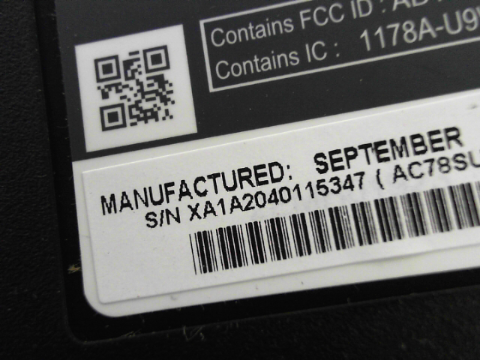 Contains FCC ID :
Contains IC : 1178A-U9
MANUFACTURED: SEPTEMBER
S/N XA1A2040115347 ( AC78SU